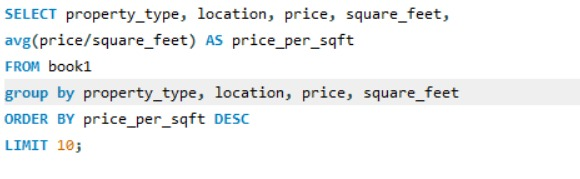 SELECT property_type, location, price, square_feet,
avg(price/square_feet) AS price_per_sqft
FROM book1
group by property_type, location, price, square_feet
ORDER BY price_per_sqft DESC
LIMIT 10;